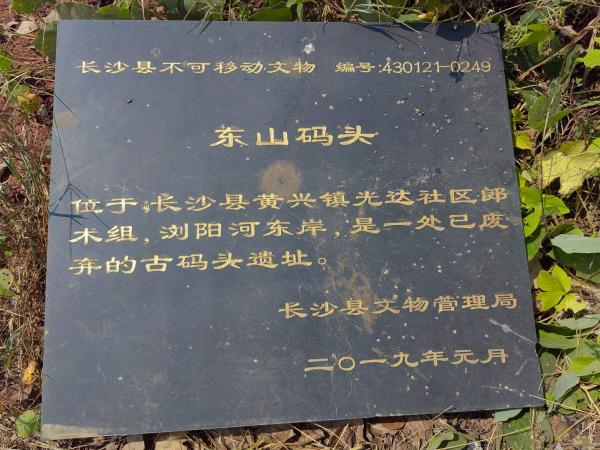 长沙县不可移动文物 编号:430121-0249
东山码头
位于:长沙县黄兴镇光达社区郎
木组，浏阳河东岸，是一处已废
弃的古码头遗址。
长沙县文物管理局
二〇一九年元月